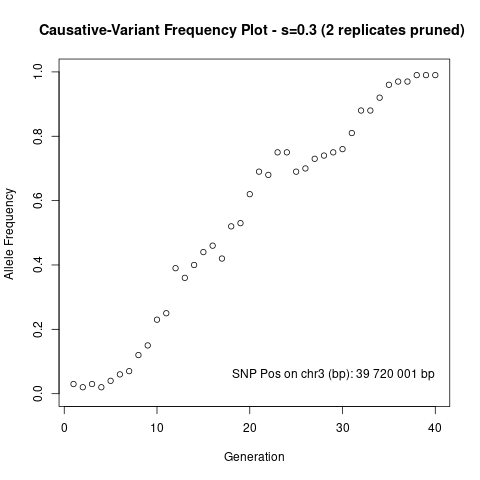 Causative-Variant Frequency Plot - s=0.3 (2 replicates pruned)
Allele Frequency
1.0
0.8
0.6
0.4
0.2
0.0
SNP Pos on chr3 (bp): 39 720 001 bp
0 10 20 30 40
Generation